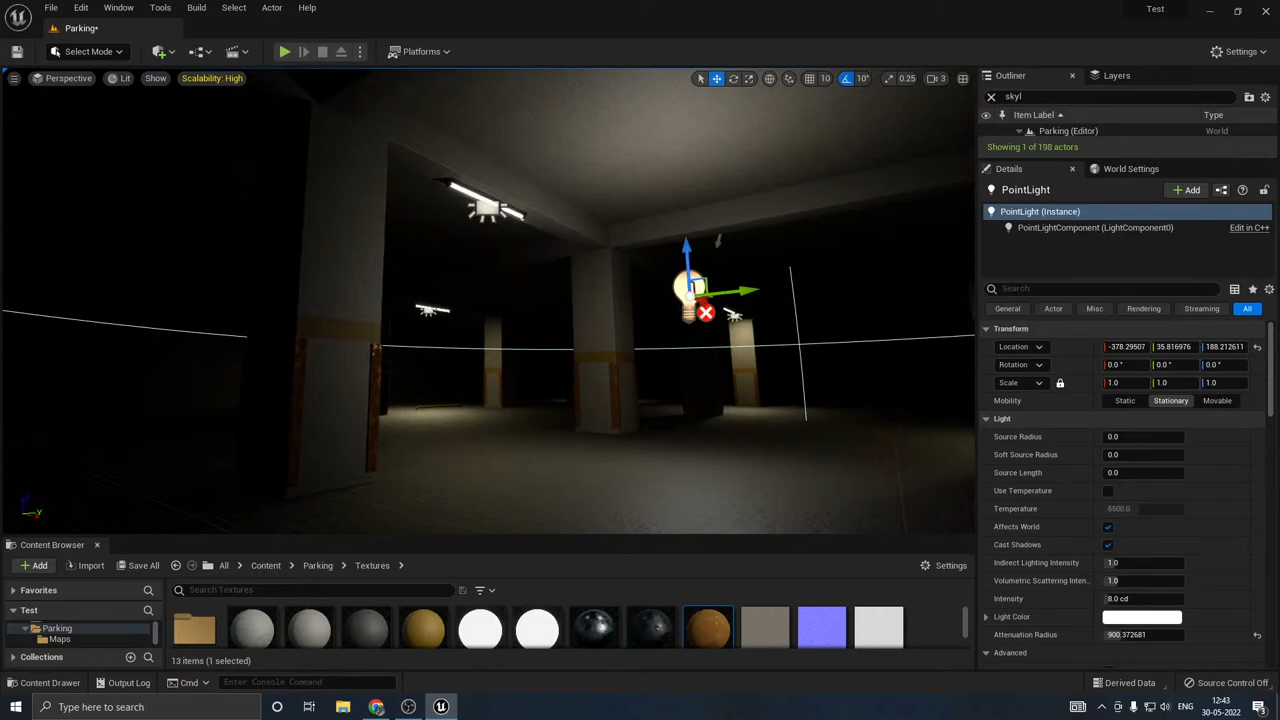 File Edit Window Tools Build Select Actor Help
Test
Parking*
Select Mode
Platforms
Settings
Perspective Lit Show Scalability: High
10 10° 0.25 3
Outliner Layers
skyl
Item Label Type
Parking (Editor) World
Showing 1 of 198 actors
Details World Settings
PointLight
Add
PointLight (Instance)
PointLightComponent (LightComponent0) Edit in C++
Search
General Actor Misc Rendering Streaming All
Transform
Location -378.29507 35.816976 188.212611
Rotation 0.0 ° 0.0 ° 0.0 °
Scale 1.0 1.0 1.0
Mobility Static Stationary Movable
Light
Source Radius 0.0
Soft Source Radius 0.0
Source Length 0.0
Use Temperature
Temperature 6500.0
Affects World
Cast Shadows
Indirect Lighting Intensity 1.0
Volumetric Scattering Inten... 1.0
Intensity 8.0 cd
Light Color
Attenuation Radius 900.372681
Advanced
Content Browser
Add Import Save All All Content Parking Textures Settings
Favorites
Search Textures
Test
Parking
Maps
Collections
13 items (1 selected)
Content Drawer Output Log Cmd Enter Console Command Derived Data Source Control Off
Type here to search
ENG
12:43
30-05-2022
3